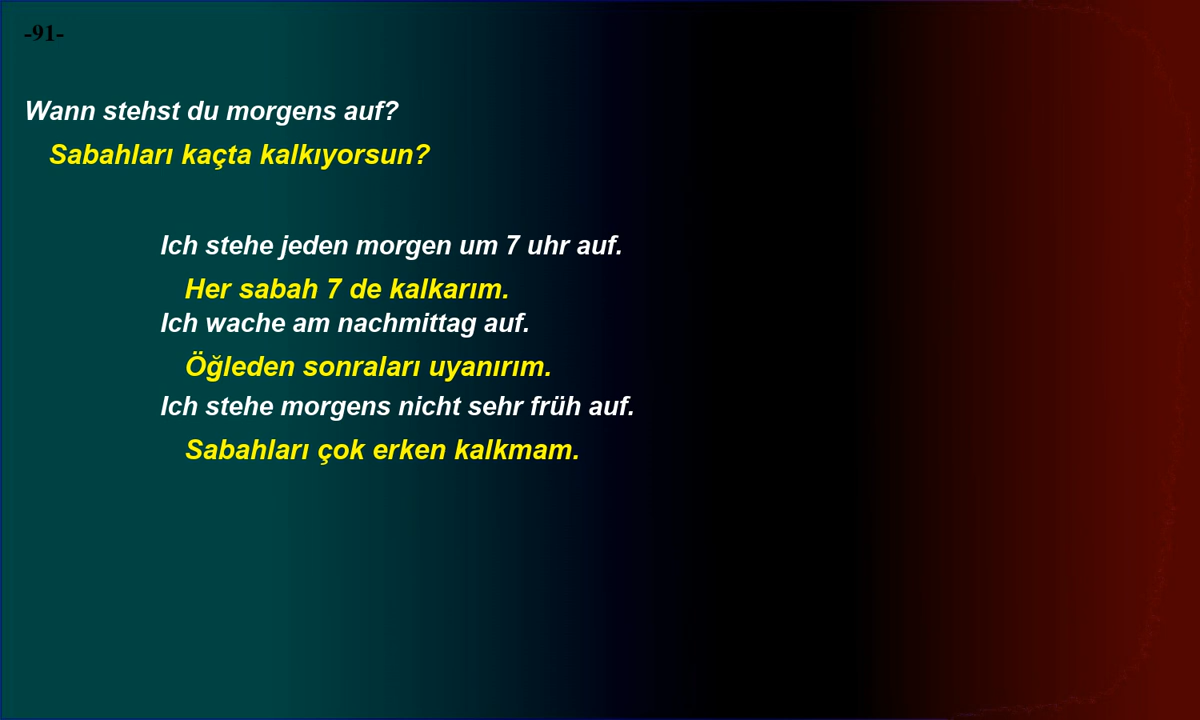 -91-
Wann stehst du morgens auf?
Sabahları kaçta kalkıyorsun?
Ich stehe jeden morgen um 7 uhr auf.
Her sabah 7 de kalkarım.
Ich wache am nachmittag auf.
Öğleden sonraları uyanırım.
Ich stehe morgens nicht sehr früh auf.
Sabahları çok erken kalkmam.